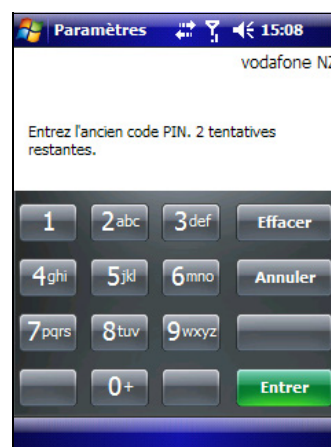 Paramètres 15:08
vodafone NZ
Entrez l'ancien code PIN. 2 tentatives
restantes.
1 2abc 3def Effacer
4ghi 5jkl 6mno Annuler
7pqrs 8tuv 9wxyz
0+ Entrer